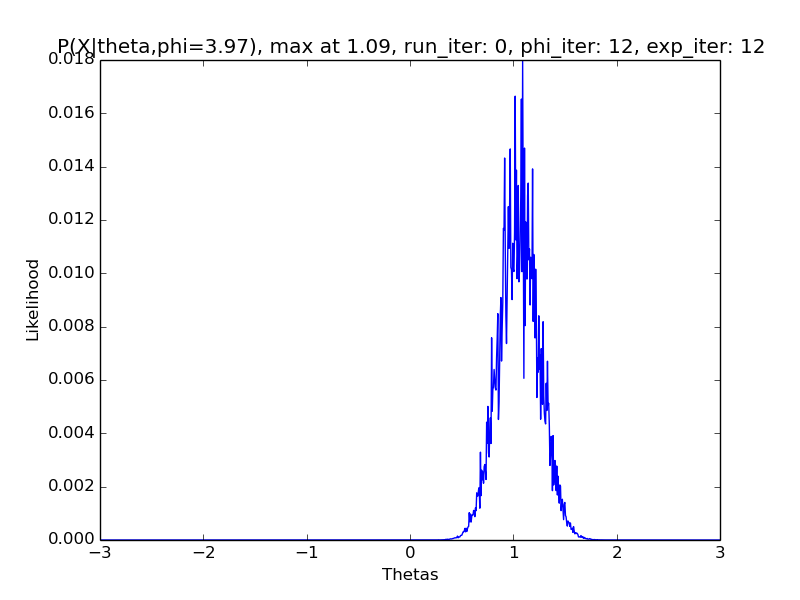 P(X|theta,phi=3.97), max at 1.09, run_iter: 0, phi_iter: 12, exp_iter: 12
0.018
0.016
0.014
0.012
0.010
0.008
0.006
0.004
0.002
0.000
Likelihood
−3 −2 −1 0 1 2 3
Thetas